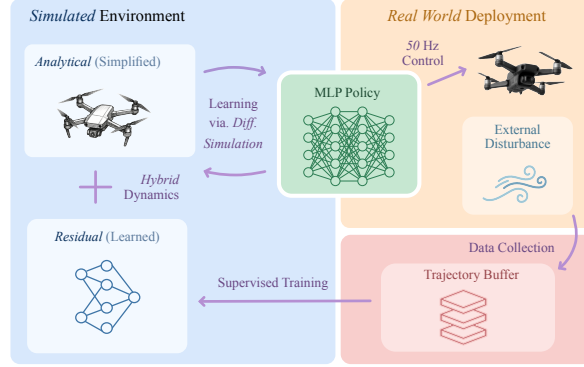 Simulated Environment
Analytical (Simplified)
Learning
via. Diff.
Simulation
Hybrid
Dynamics
Residual (Learned)
MLP Policy
Real World Deployment
50 Hz
Control
External
Disturbance
Data Collection
Trajectory Buffer
Supervised Training